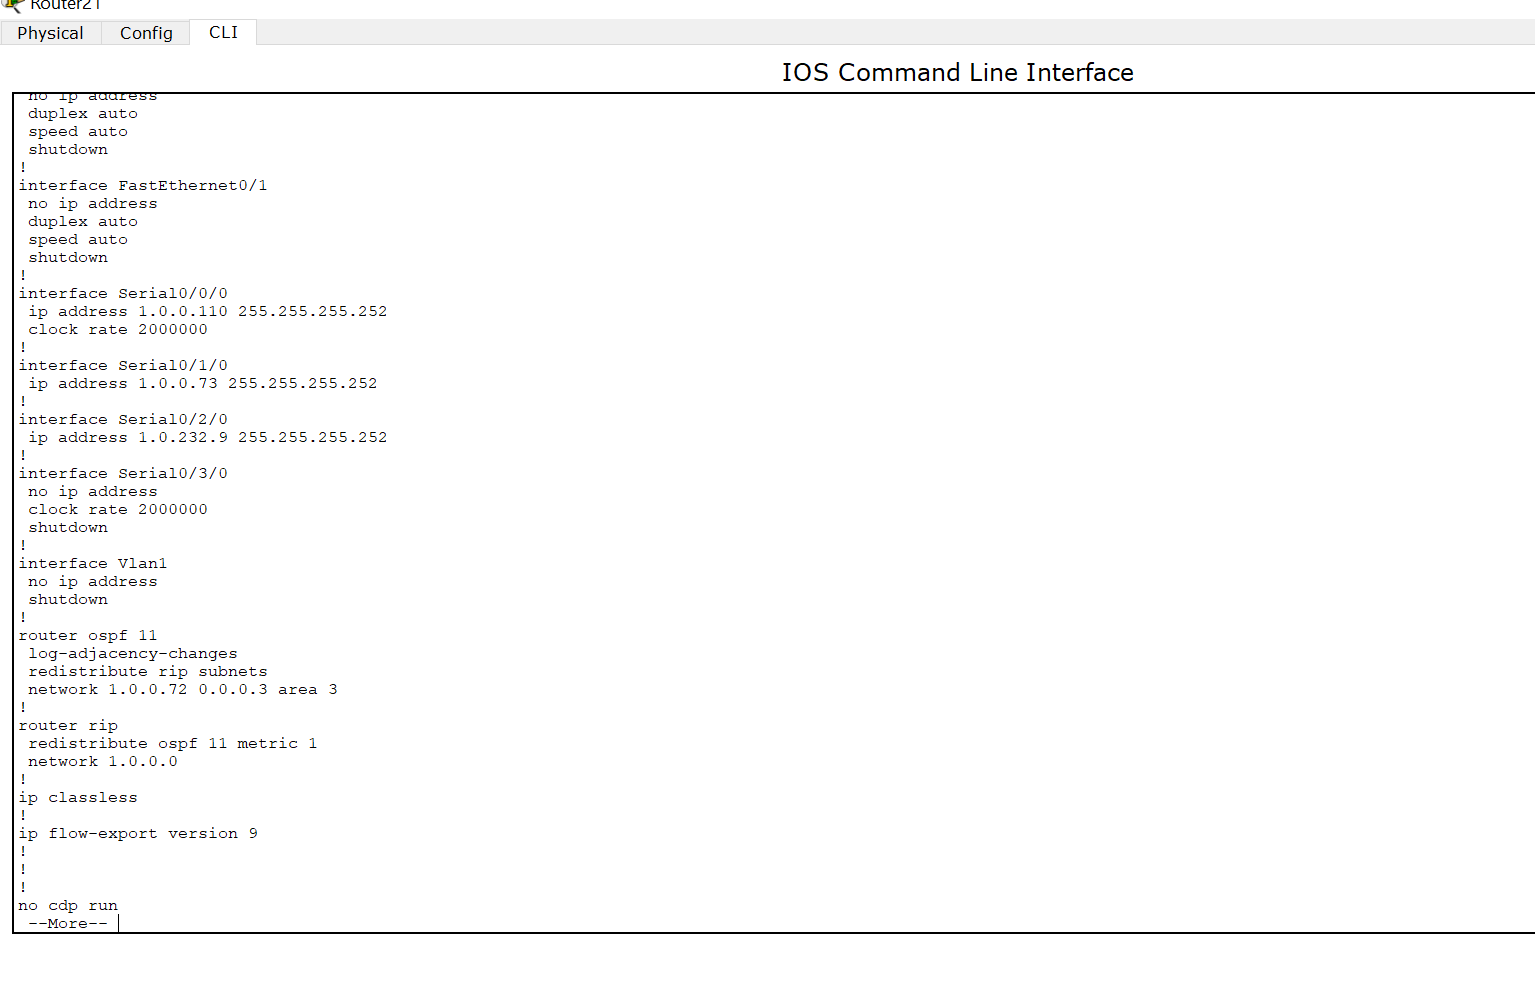 Router21
Physical Config CLI
IOS Command Line Interface
no ip address
duplex auto
speed auto
shutdown
!
interface FastEthernet0/1
no ip address
duplex auto
speed auto
shutdown
!
interface Serial0/0/0
ip address 1.0.0.110 255.255.255.252
clock rate 2000000
!
interface Serial0/1/0
ip address 1.0.0.73 255.255.255.252
!
interface Serial0/2/0
ip address 1.0.232.9 255.255.255.252
!
interface Serial0/3/0
no ip address
clock rate 2000000
shutdown
!
interface Vlan1
no ip address
shutdown
!
router ospf 11
log-adjacency-changes
redistribute rip subnets
network 1.0.0.72 0.0.0.3 area 3
!
router rip
redistribute ospf 11 metric 1
network 1.0.0.0
!
ip classless
!
ip flow-export version 9
!
!
!
no cdp run
--More--